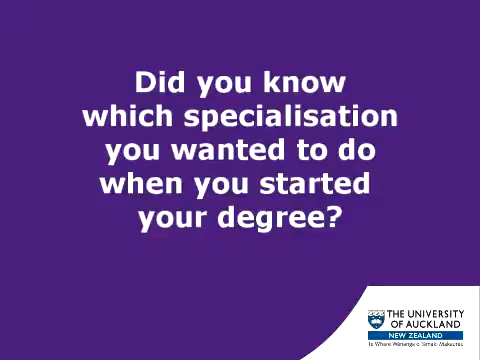 Did you know
which specialisation
you wanted to do
when you started
your degree?
THE UNIVERSITY
OF AUCKLAND
NEW ZEALAND